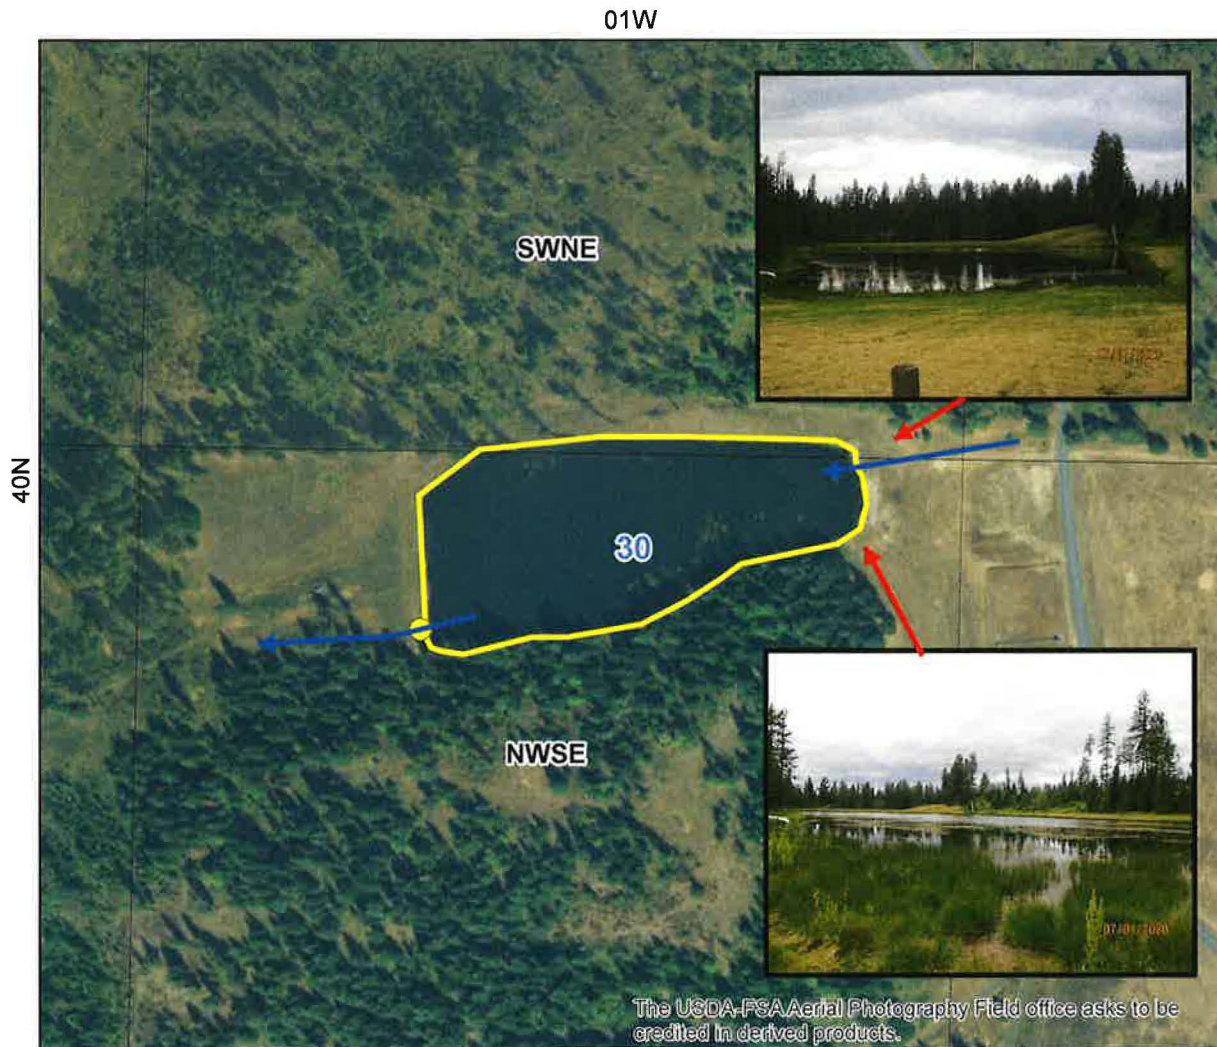 01W
40N
SWNE
30
NWSE
07/01/2020
The USDA-FSA Aerial Photography Field office asks to be
credited in derived products.